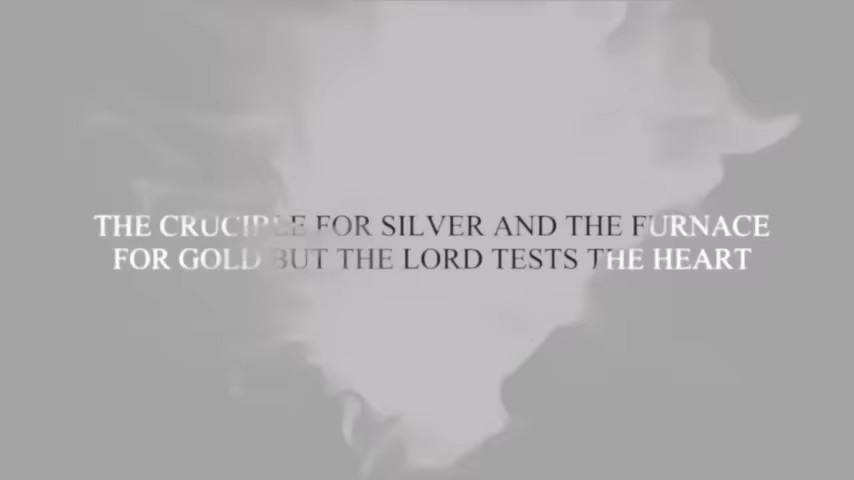 THE CRUCIBLE FOR SILVER AND THE FURNACE
FOR GOLD BUT THE LORD TESTS THE HEART